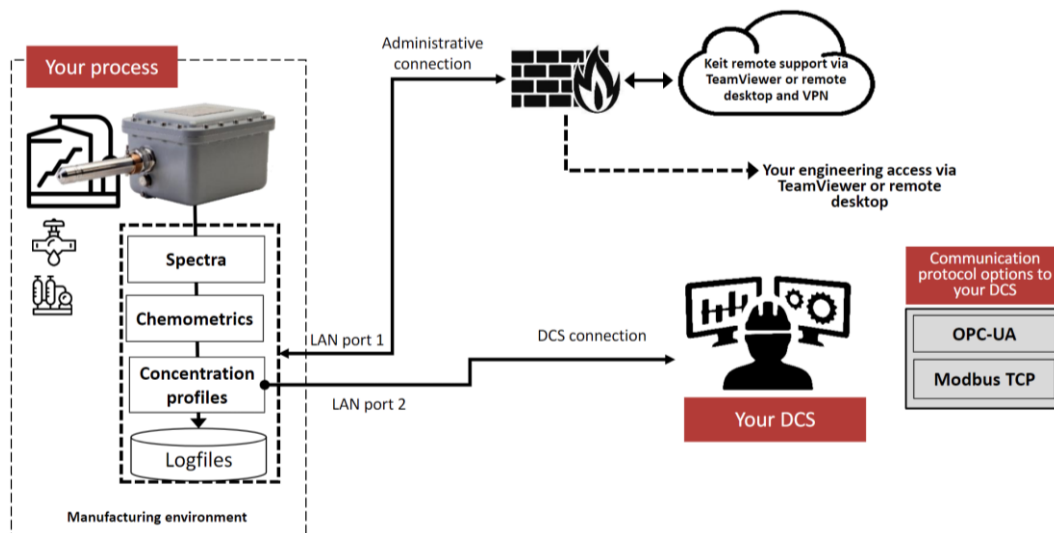 Your process
Spectra
Chemometrics
Concentration
profiles
Logfiles
Manufacturing environment
Administrative
connection
LAN port 1
LAN port 2
Keit remote support via
TeamViewer or remote
desktop and VPN
Your engineering access via
TeamViewer or remote
desktop
DCS connection
Your DCS
Communication
protocol options to
your DCS
OPC-UA
Modbus TCP